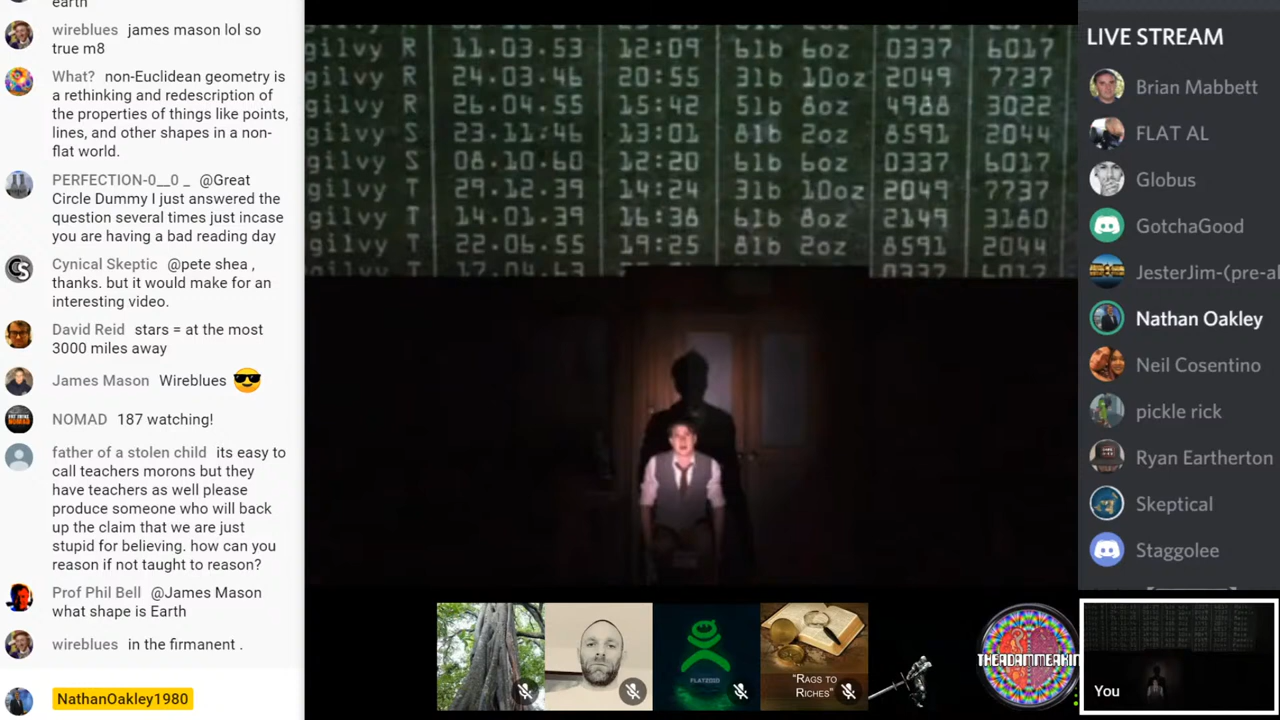 earth
wireblues james mason lol so
true m8
What? non-Euclidean geometry is
a rethinking and redescription of
the properties of things like points,
lines, and other shapes in a non-
flat world.
PERFECTION-0__0 _ @Great
Circle Dummy I just answered the
question several times just incase
you are having a bad reading day
Cynical Skeptic @pete shea ,
thanks. but it would make for an
interesting video.
David Reid stars = at the most
3000 miles away
James Mason Wireblues 😎
NOMAD 187 watching!
father of a stolen child its easy to
call teachers morons but they
have teachers as well please
produce someone who will back
up the claim that we are just
stupid for believing. how can you
reason if not taught to reason?
Prof Phil Bell @James Mason
what shape is Earth
wireblues in the firmanent .
NathanOakley1980
gilvy R 11.03.53 12:09 6lb 6oz 0337 6017
gilvy R 24.03.46 20:55 3lb 10oz 2049 7737
gilvy R 26.04.55 15:42 5lb 8oz 4988 3022
gilvy S 23.11.46 13:01 8lb 2oz 8591 2044
gilvy S 08.10.60 12:20 6lb 6oz 0337 6017
gilvy T 29.12.39 14:24 3lb 10oz 2049 7737
gilvy T 14.01.39 16:38 6lb 8oz 2149 3180
gilvy T 22.06.55 19:25 8lb 2oz 8591 2044
LIVE STREAM
Brian Mabbett
FLAT AL
Globus
GotchaGood
JesterJim-(pre-al
Nathan Oakley
Neil Cosentino
pickle rick
Ryan Eartherton
Skeptical
Staggolee
FLATZOID
"RAGS TO
RICHES"
THEADAMMEAKIN
You